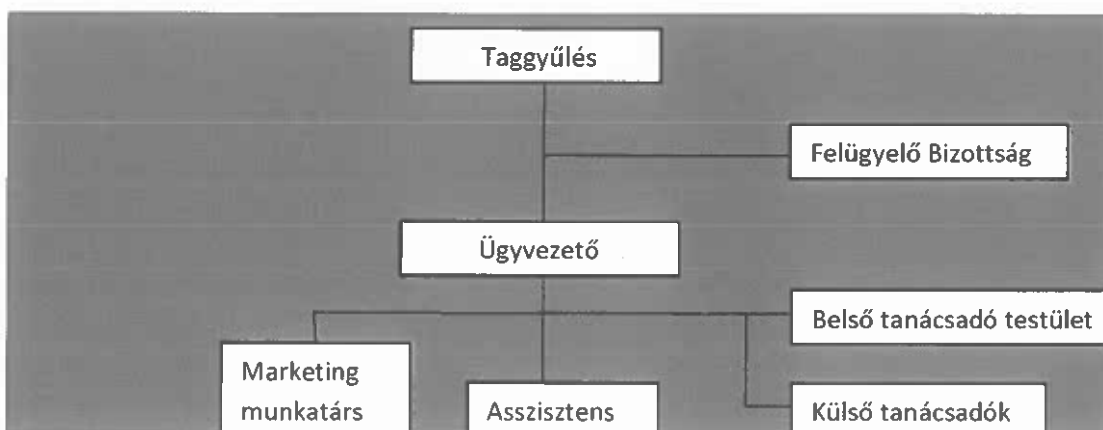 Taggyűlés
Felügyelő Bizottság
Ügyvezető
Belső tanácsadó testület
Marketing
munkatárs
Asszisztens
Külső tanácsadók